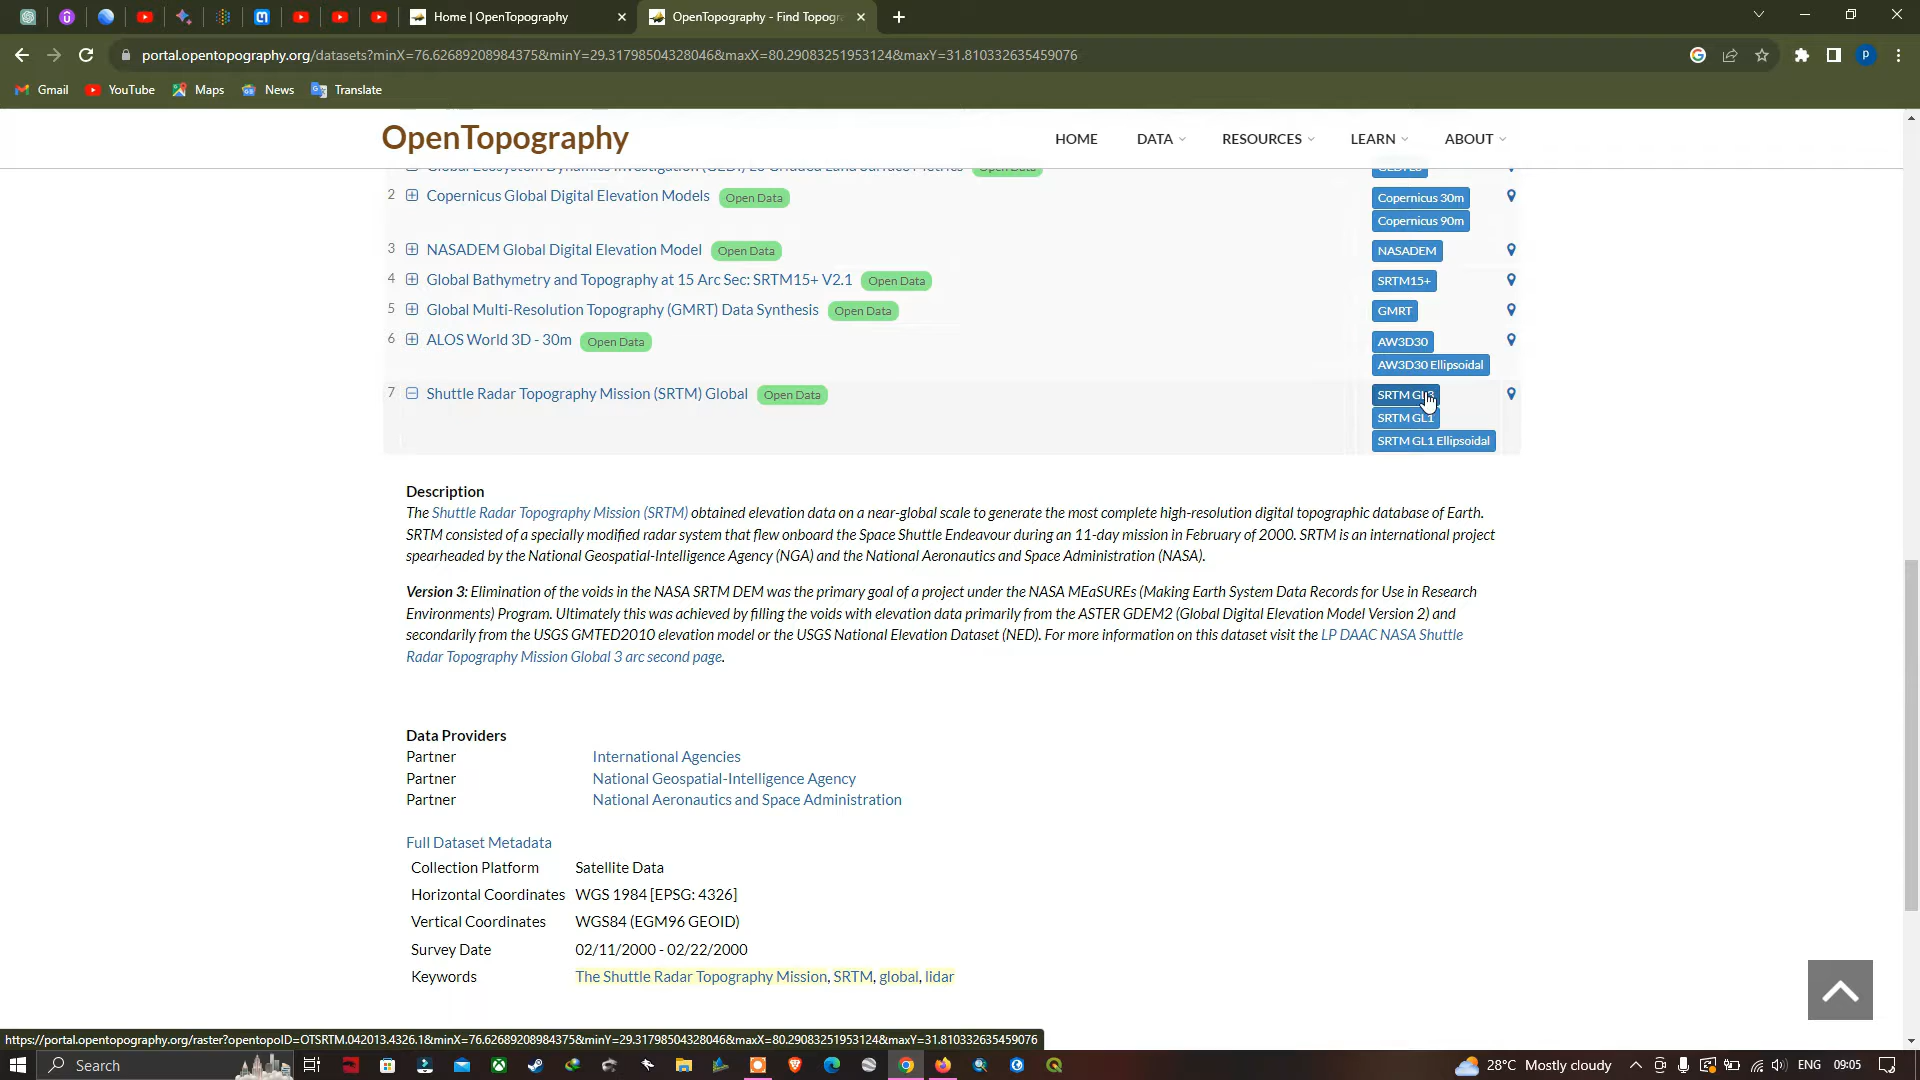 Home | OpenTopography
OpenTopography - Find Topogr
portal.opentopography.org/datasets?minX=76.62689208984375&minY=29.31798504328046&maxX=80.29083251953124&maxY=31.810332635459076
p
Gmail YouTube Maps News Translate
OpenTopography
HOME DATA RESOURCES LEARN ABOUT
Global Ecosystem Dynamics Investigation (GEDI) L3 Gridded Land Surface Metrics Open Data GEDI L3
2 Copernicus Global Digital Elevation Models Open Data Copernicus 30m
Copernicus 90m
3 NASADEM Global Digital Elevation Model Open Data NASADEM
4 Global Bathymetry and Topography at 15 Arc Sec: SRTM15+ V2.1 Open Data SRTM15+
5 Global Multi-Resolution Topography (GMRT) Data Synthesis Open Data GMRT
6 ALOS World 3D - 30m Open Data AW3D30
AW3D30 Ellipsoidal
7 Shuttle Radar Topography Mission (SRTM) Global Open Data SRTM GL3
SRTM GL1
SRTM GL1 Ellipsoidal
Description
The Shuttle Radar Topography Mission (SRTM) obtained elevation data on a near-global scale to generate the most complete high-resolution digital topographic database of Earth.
SRTM consisted of a specially modified radar system that flew onboard the Space Shuttle Endeavour during an 11-day mission in February of 2000. SRTM is an international project
spearheaded by the National Geospatial-Intelligence Agency (NGA) and the National Aeronautics and Space Administration (NASA).
Version 3: Elimination of the voids in the NASA SRTM DEM was the primary goal of a project under the NASA MEaSUREs (Making Earth System Data Records for Use in Research
Environments) Program. Ultimately this was achieved by filling the voids with elevation data primarily from the ASTER GDEM2 (Global Digital Elevation Model Version 2) and
secondarily from the USGS GMTED2010 elevation model or the USGS National Elevation Dataset (NED). For more information on this dataset visit the LP DAAC NASA Shuttle
Radar Topography Mission Global 3 arc second page.
Data Providers
Partner International Agencies
Partner National Geospatial-Intelligence Agency
Partner National Aeronautics and Space Administration
Full Dataset Metadata
Collection Platform Satellite Data
Horizontal Coordinates WGS 1984 [EPSG: 4326]
Vertical Coordinates WGS84 (EGM96 GEOID)
Survey Date 02/11/2000 - 02/22/2000
Keywords The Shuttle Radar Topography Mission, SRTM, global, lidar
https://portal.opentopography.org/raster?opentopoID=OTSRTM.042013.4326.1&minX=76.62689208984375&minY=29.31798504328046&maxX=80.29083251953124&maxY=31.810332635459076
Search 28°C Mostly cloudy ENG 09:05